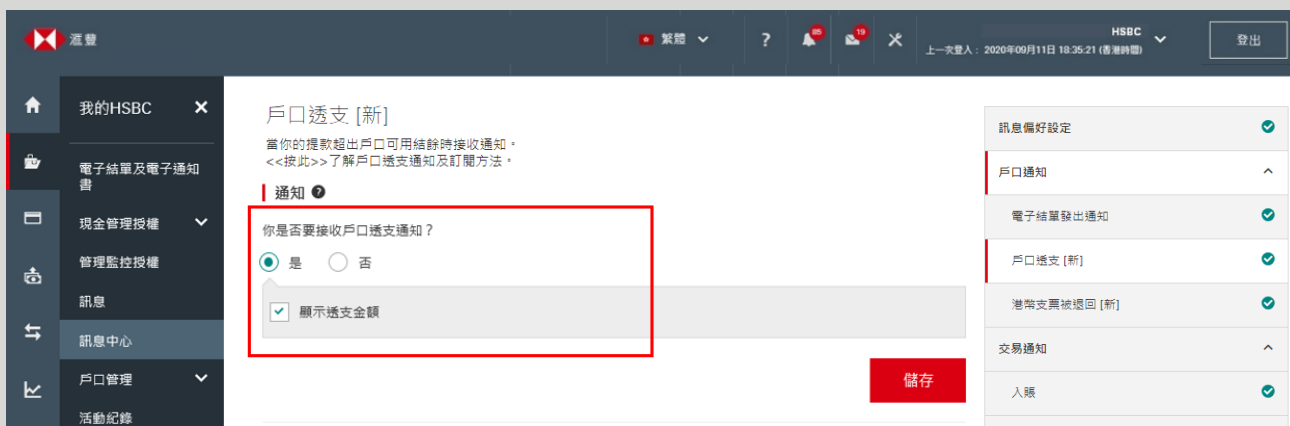 滙豐
繁體
?
85
19
HSBC
上一次登入： 2020年09月11日 18:35:21 (香港時間)
登出
我的HSBC
電子結單及電子通知
書
現金管理授權
管理監控授權
訊息
訊息中心
戶口管理
活動紀錄
戶口透支 [新]
當你的提款超出戶口可用結餘時接收通知。
<<按此>>了解戶口透支通知及訂閱方法。
通知 ?
你是否要接收戶口透支通知？
是 否
顯示透支金額
儲存
訊息偏好設定
戶口通知
電子結單發出通知
戶口透支 [新]
港幣支票被退回 [新]
交易通知
入賬